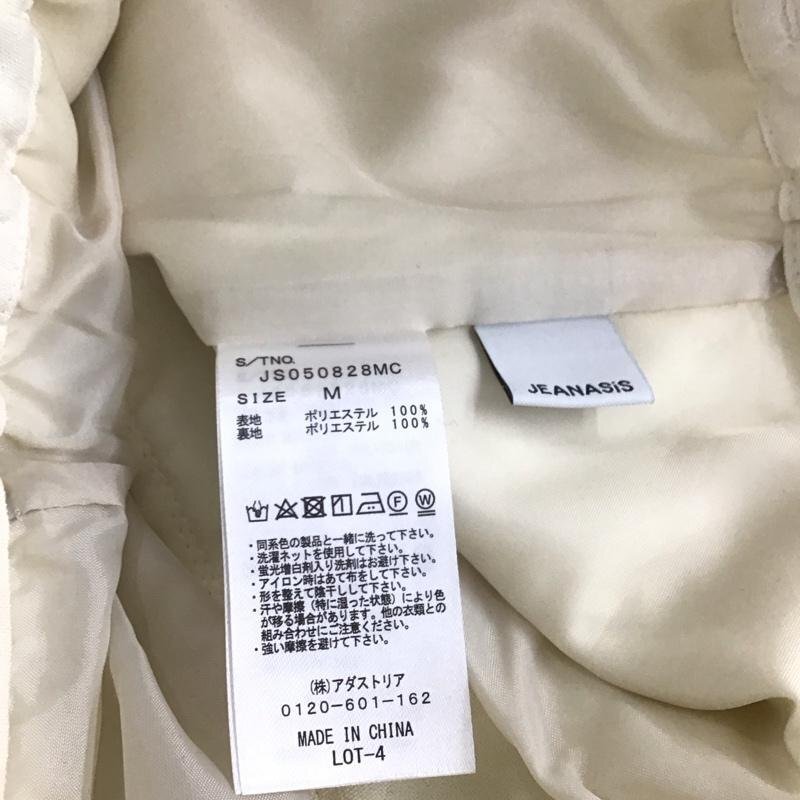 S/TNO.
JS050828MC
SIZE M
表地 ポリエステル 100%
裏地 ポリエステル 100%
・同系色の製品と一緒に洗って下さい。
・洗濯ネットを使用して下さい。
・蛍光増白剤入り洗剤はお避け下さい。
・アイロン時はあて布をして下さい。
・形を整えて陰干しして下さい。
・汗や摩擦(特に湿った状態)により色
が移る場合があります。他の衣類との
組み合わせにご注意ください。
・強い摩擦を避けて下さい。
(株)アダストリア
0120-601-162
MADE IN CHINA
LOT-4
JEANASiS